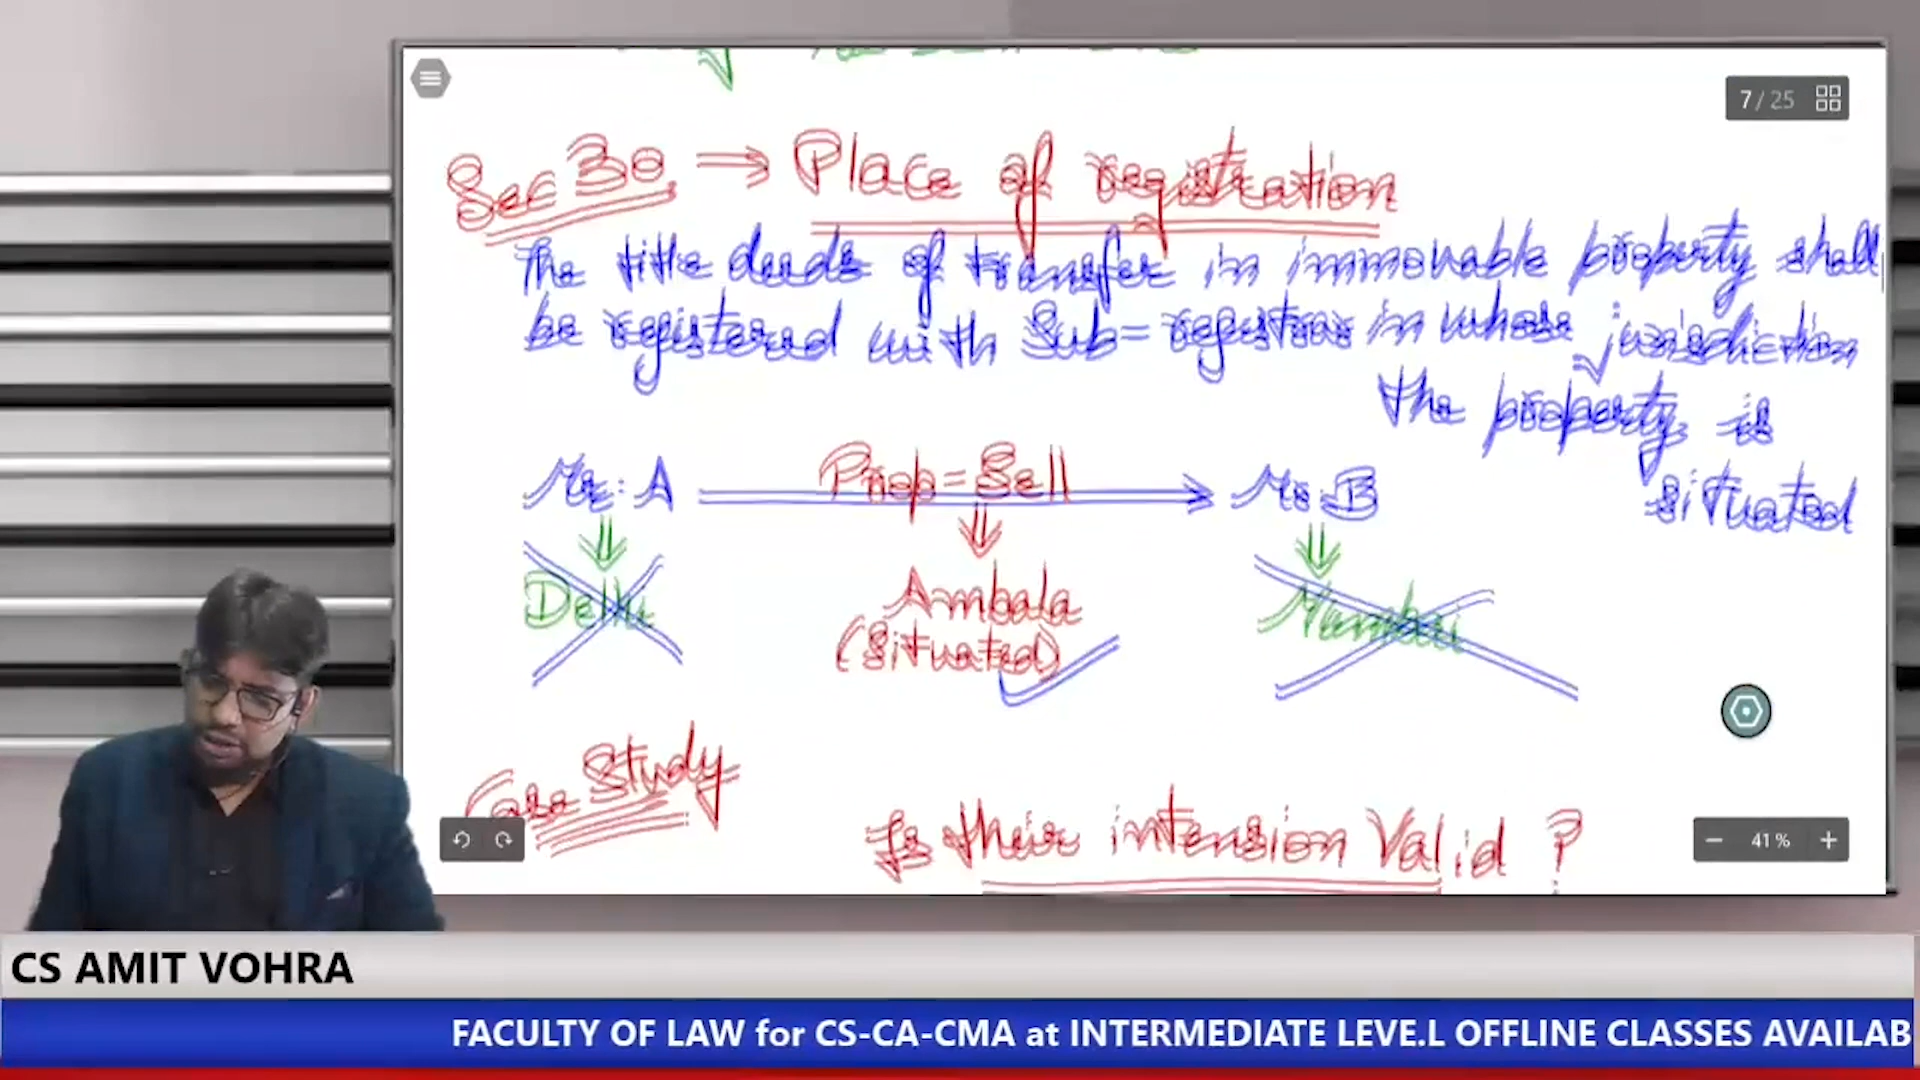 7 / 25
Sec 30 ⇒ Place of registration
The title deeds of transfer in immovable property shall
be registered with Sub=registrar in whose jurisdiction
the property is
situated
Mr. A Prop=Sell Mr. B
Delhi Ambala Mumbai
(Situated)
Case Study
Is their intension Valid ?
41%
CS AMIT VOHRA
FACULTY OF LAW for CS-CA-CMA at INTERMEDIATE LEVE.L OFFLINE CLASSES AVAILAB